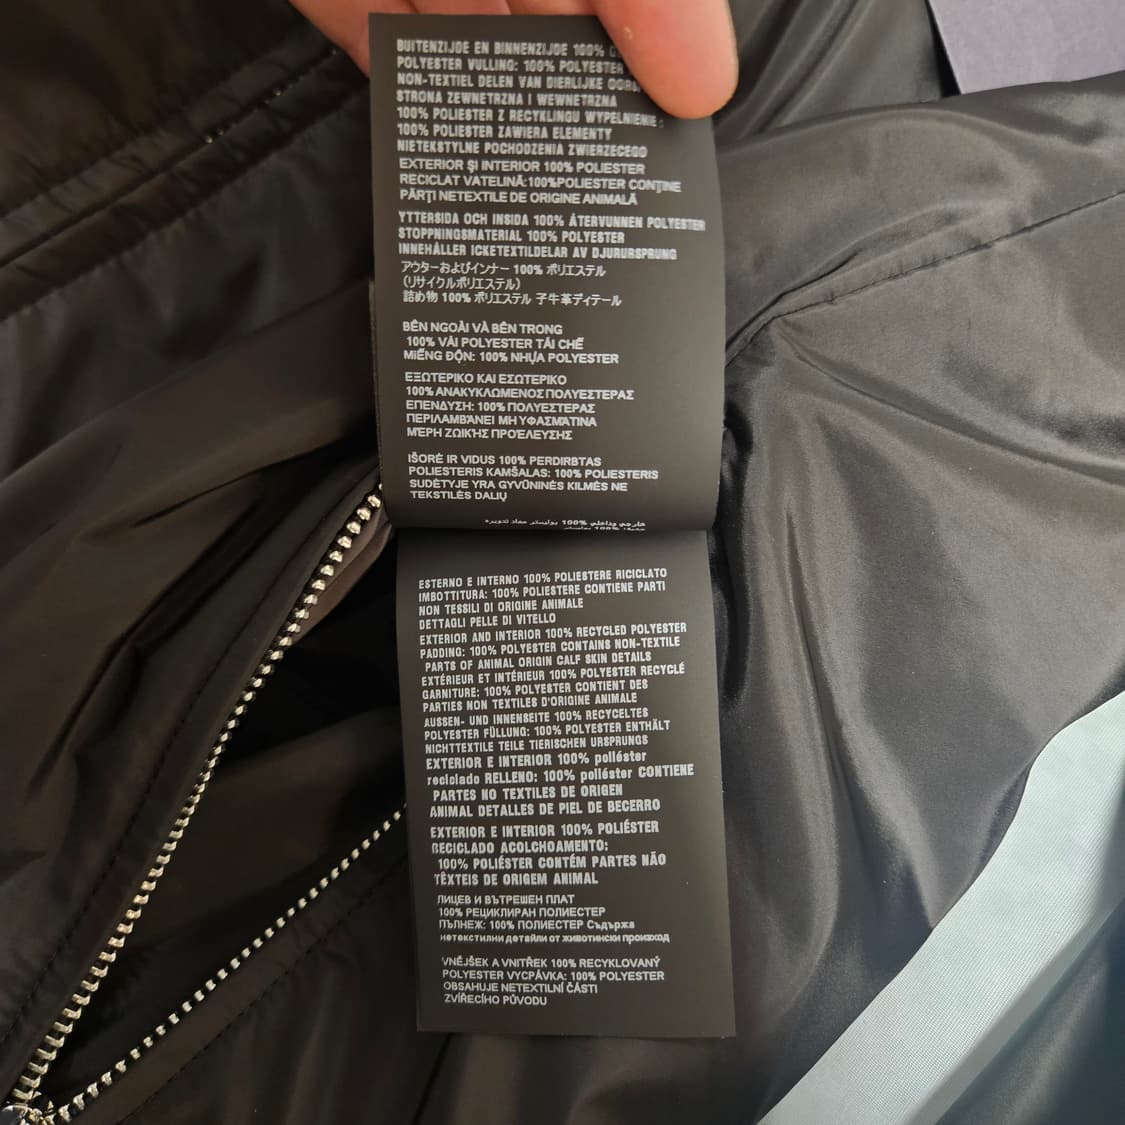 BUITENZIJDE EN BINNENZIJDE 100% G
POLYESTER VULLING: 100% POLYESTER
NON-TEXTIEL DELEN VAN DIERLIJKE
STRONA ZEWNETRZNA I WEWNETRZNA
100% POLIESTER Z RECYKLINGU WYPEŁNIENIE:
100% POLIESTER ZAWIERA ELEMENTY
NIETEKSTYLNE POCHODZENIA ZWIERZECEGO
EXTERIOR ŞI INTERIOR 100% POLIESTER
RECICLAT VATELINĂ:100%POLIESTER CONŢINE
PĂRŢI NETEXTILE DE ORIGINE ANIMALĂ
YTTERSIDA OCH INSIDA 100% ÅTERVUNNEN POLYESTER
STOPPNINGSMATERIAL 100% POLYESTER
INNEHÅLLER ICKETEXTILDELAR AV DJURURSPRUNG
アウターおよびインナー 100% ポリエステル
(リサイクルポリエステル)
詰め物 100% ポリエステル 子牛革ディテール
BÊN NGOÀI VÀ BÊN TRONG
100% VẢI POLYESTER TÁI CHẾ
MIẾNG ĐỘN: 100% NHỰA POLYESTER
ΕΞΩΤΕΡΙΚΟ ΚΑΙ ΕΣΩΤΕΡΙΚΟ
100% ΑΝΑΚΥΚΛΩΜΕΝΟΣ ΠΟΛΥΕΣΤΕΡΑΣ
ΕΠΕΝΔΥΣΗ: 100% ΠΟΛΥΕΣΤΕΡΑΣ
ΠΕΡΙΛΑΜΒΆΝΕΙ ΜΗ ΥΦΑΣΜΆΤΙΝΑ
ΜΈΡΗ ΖΩΙΚΉΣ ΠΡΟΈΛΕΥΣΗΣ
IŠORĖ IR VIDUS 100% PERDIRBTAS
POLIESTERIS KAMŠALAS: 100% POLIESTERIS
SUDĖTYJE YRA GYVŪNINĖS KILMĖS NE
TEKSTILĖS DALIŲ
خارجي وداخلي 100% بوليستر معاد تدويره
ESTERNO E INTERNO 100% POLIESTERE RICICLATO
IMBOTTITURA: 100% POLIESTERE CONTIENE PARTI
NON TESSILI DI ORIGINE ANIMALE
DETTAGLI PELLE DI VITELLO
EXTERIOR AND INTERIOR 100% RECYCLED POLYESTER
PADDING: 100% POLYESTER CONTAINS NON-TEXTILE
PARTS OF ANIMAL ORIGIN CALF SKIN DETAILS
EXTÉRIEUR ET INTÉRIEUR 100% POLYESTER RECYCLÉ
GARNITURE: 100% POLYESTER CONTIENT DES
PARTIES NON TEXTILES D'ORIGINE ANIMALE
AUSSEN- UND INNENSEITE 100% RECYCELTES
POLYESTER FÜLLUNG: 100% POLYESTER ENTHÄLT
NICHTTEXTILE TEILE TIERISCHEN URSPRUNGS
EXTERIOR E INTERIOR 100% poliéster
reciclado RELLENO: 100% poliéster CONTIENE
PARTES NO TEXTILES DE ORIGEN
ANIMAL DETALLES DE PIEL DE BECERRO
EXTERIOR E INTERIOR 100% POLIÉSTER
RECICLADO ACOLCHOAMENTO:
100% POLIÉSTER CONTÉM PARTES NÃO
TÊXTEIS DE ORIGEM ANIMAL
ЛИЦЕВ И ВЪТРЕШЕН ПЛАТ
100% РЕЦИКЛИРАН ПОЛИЕСТЕР
ПЪЛНЕЖ: 100% ПОЛИЕСТЕР Съдържа
нетекстилни детайли от животински произход
VNĚJŠEK A VNITŘEK 100% RECYKLOVANÝ
POLYESTER VYCPÁVKA: 100% POLYESTER
OBSAHUJE NETEXTILNÍ ČÁSTI
ZVÍŘECÍHO PŮVODU